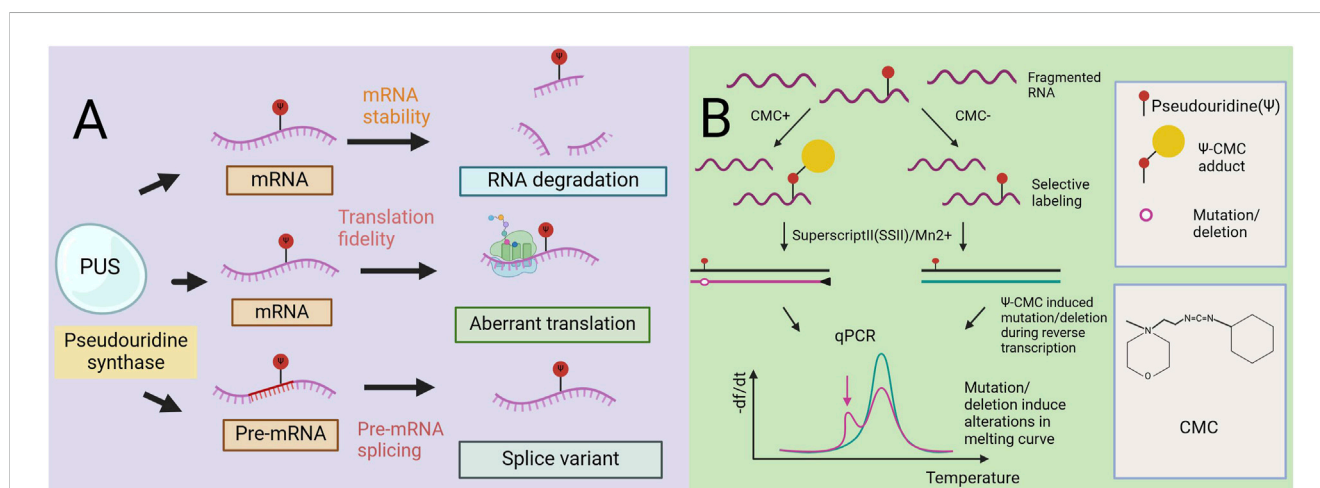 A
Ψ
mRNA
mRNA
stability
Ψ
RNA degradation
PUS
Pseudouridine
synthase
Ψ
mRNA
Translation
fidelity
Ψ
Aberrant translation
Ψ
Pre-mRNA
Pre-mRNA
splicing
Ψ
Splice variant
B
Fragmented
RNA
CMC+
CMC-
Selective
labeling
SuperscriptII(SSII)/Mn2+
Ψ-CMC induced
mutation/deletion
during reverse
transcription
qPCR
-df/dt
Temperature
Mutation/
deletion induce
alterations in
melting curve
Pseudouridine(Ψ)
Ψ-CMC
adduct
Mutation/
deletion
N
O
N=C=N
CMC